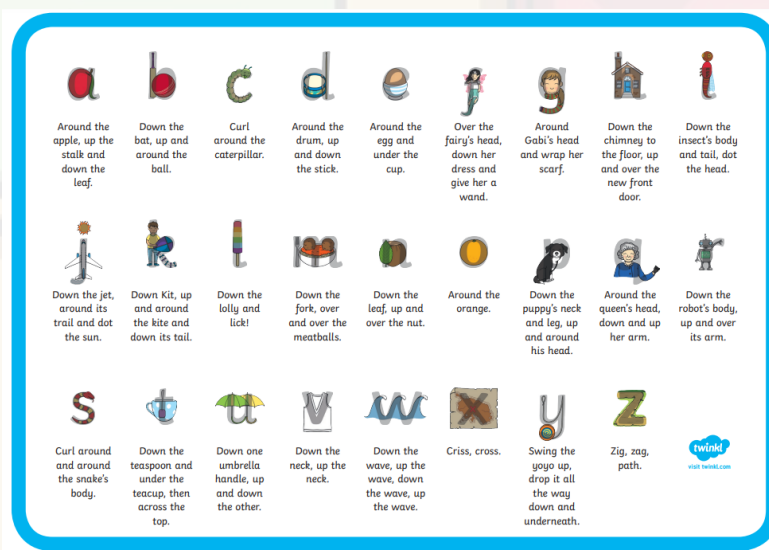 a
b
c
d
e
f
g
h
i
Around the
apple, up the
stalk and
down the
leaf.
Down the
bat, up and
around the
ball.
Curl
around the
caterpillar.
Around the
drum, up
and down
the stick.
Around the
egg and
under the
cup.
Over the
fairy's head,
down her
dress and
give her a
wand.
Around
Gabi's head
and wrap her
scarf.
Down the
chimney to
the floor, up
and over the
new front
door.
Down the
insect's body
and tail, dot
the head.
j
k
l
m
n
o
p
q
r
Down the jet,
around its
trail and dot
the sun.
Down Kit, up
and around
the kite and
down its tail.
Down the
lolly and
lick!
Down the
fork, over
and over the
meatballs.
Down the
leaf, up and
over the nut.
Around the
orange.
Down the
puppy's neck
and leg, up
and around
his head.
Around the
queen's head,
down and up
her arm.
Down the
robot's body,
up and over
its arm.
s
t
u
v
w
x
y
z
Curl around
and around
the snake's
body.
Down the
teaspoon and
under the
teacup, then
across the
top.
Down one
umbrella
handle, up
and down
the other.
Down the
neck, up the
neck.
Down the
wave, up the
wave, down
the wave, up
the wave.
Criss, cross.
Swing the
yoyo up,
drop it all
the way
down and
underneath.
Zig, zag,
path.
twinkl
visit twinkl.com